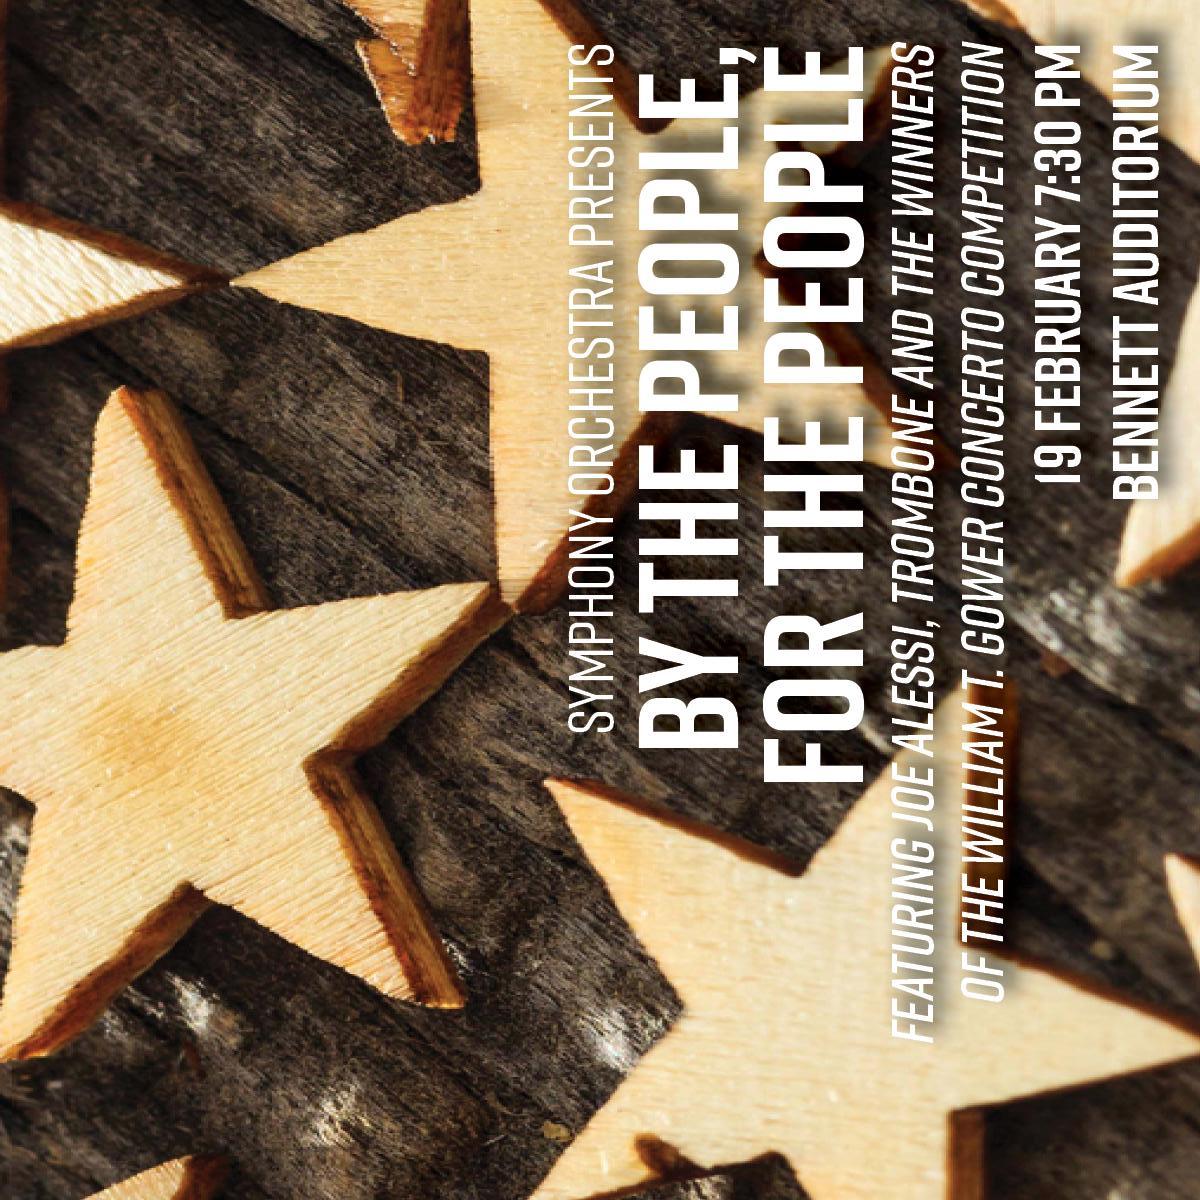 SYMPHONY ORCHESTRA PRESENTS
BY THE PEOPLE,
FOR THE PEOPLE
FEATURING JOE ALESSI, TROMBONE AND THE WINNERS
OF THE WILLIAM T. GOWER CONCERTO COMPETITION
19 FEBRUARY 7:30 PM
BENNETT AUDITORIUM